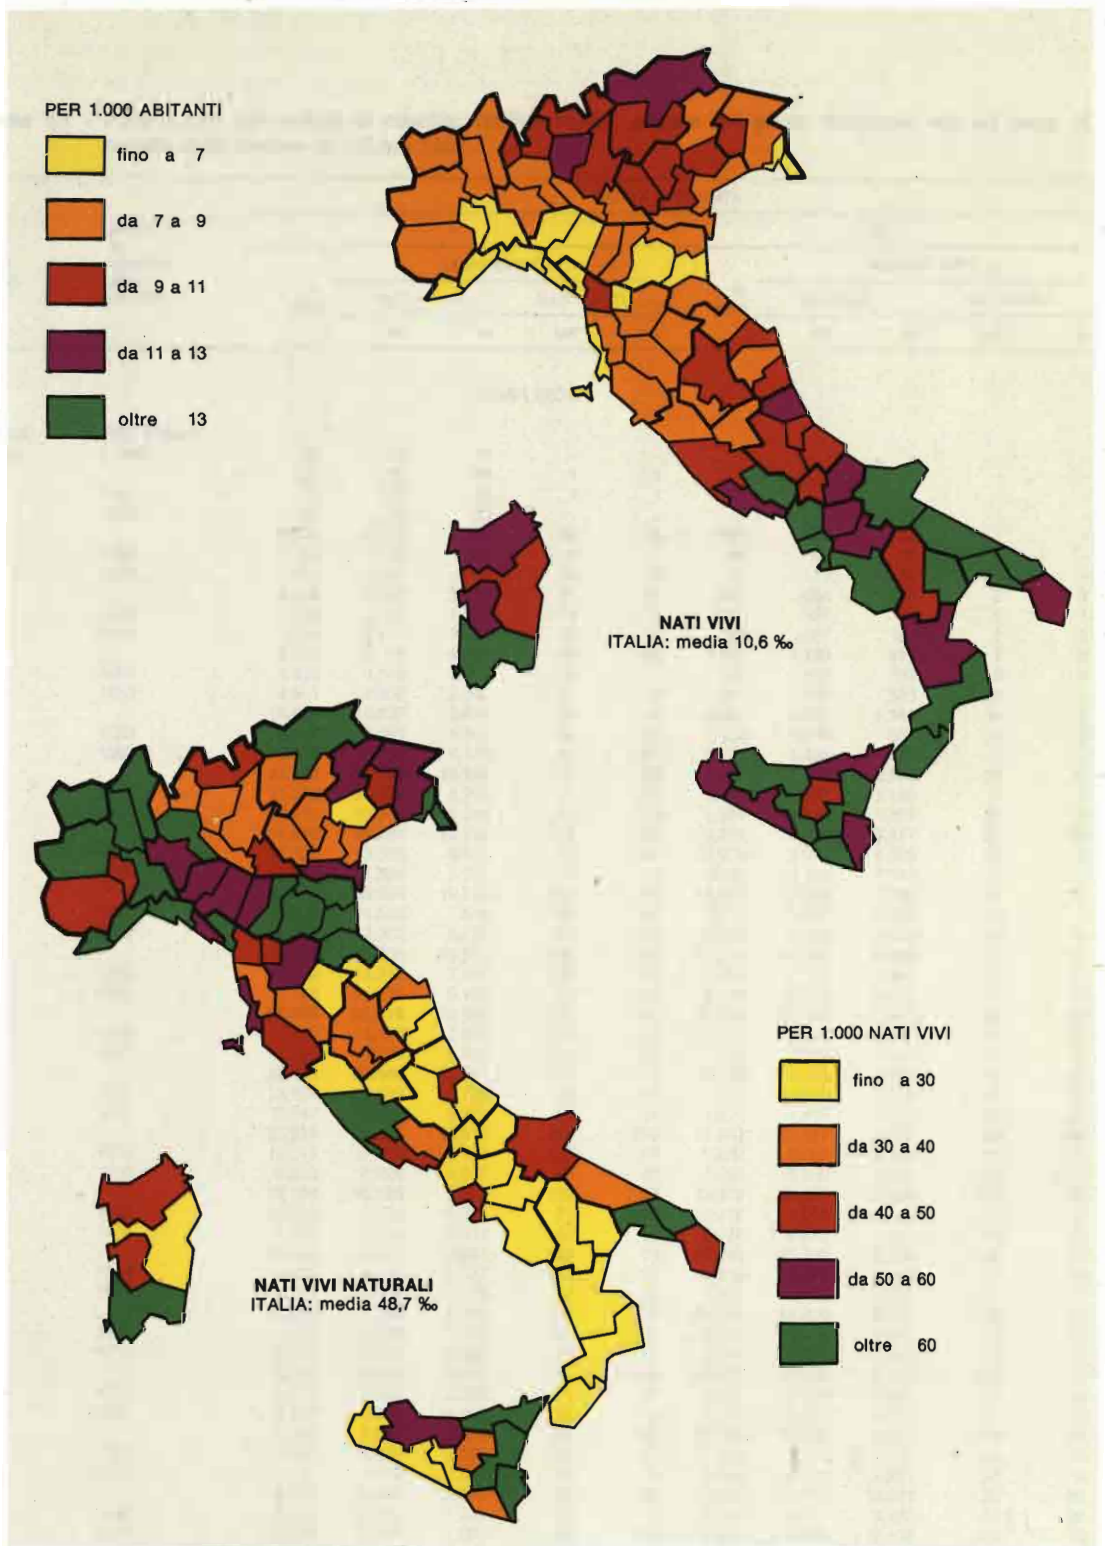 PER 1.000 ABITANTI
fino a 7
da 7 a 9
da 9 a 11
da 11 a 13
oltre 13
NATI VIVI
ITALIA: media 10,6 ‰
PER 1.000 NATI VIVI
fino a 30
da 30 a 40
da 40 a 50
da 50 a 60
oltre 60
NATI VIVI NATURALI
ITALIA: media 48,7 ‰